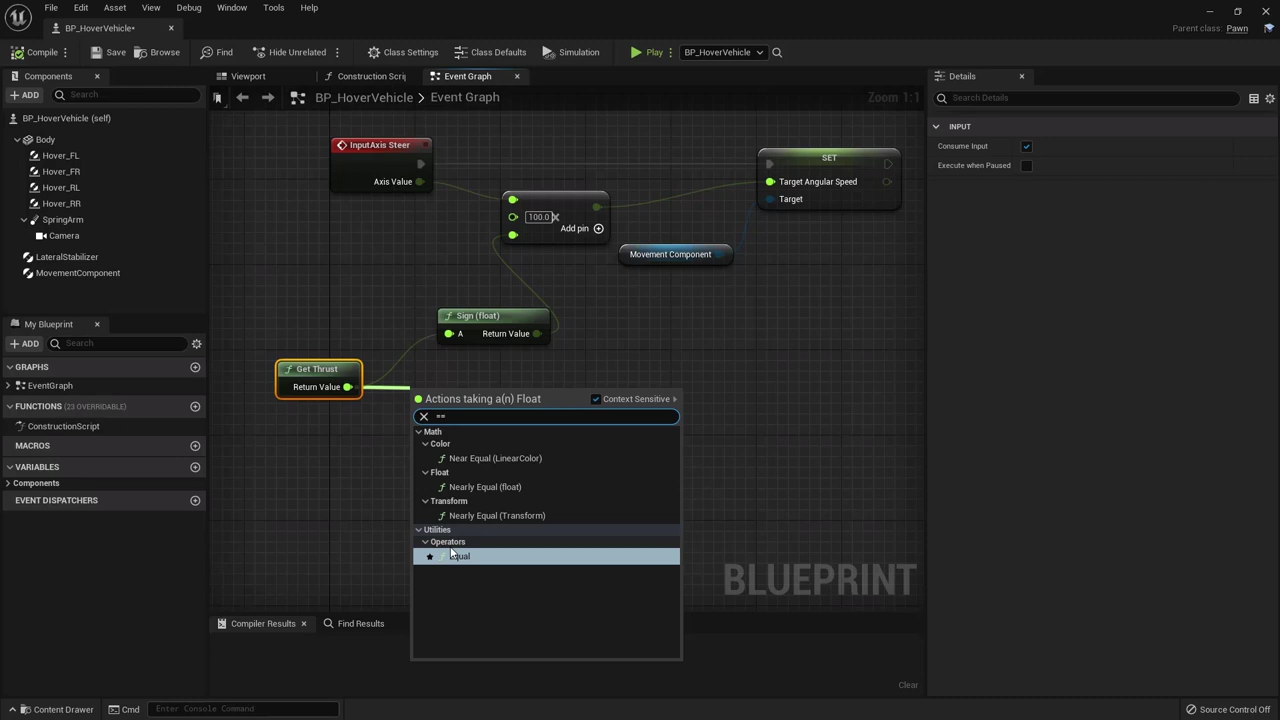 File Edit Asset View Debug Window Tools Help
BP_HoverVehicle*
Parent class: Pawn
Compile Save Browse Find Hide Unrelated Class Settings Class Defaults Simulation Play BP_HoverVehicle
Components
ADD Search
BP_HoverVehicle (self)
Body
Hover_FL
Hover_FR
Hover_RL
Hover_RR
SpringArm
Camera
LateralStabilizer
MovementComponent
My Blueprint
ADD Search
GRAPHS
EventGraph
FUNCTIONS (23 OVERRIDABLE)
ConstructionScript
MACROS
VARIABLES
Components
EVENT DISPATCHERS
Viewport Construction Scrip Event Graph
BP_HoverVehicle > Event Graph Zoom 1:1
InputAxis Steer
Axis Value
100.0
Add pin
SET
Target Angular Speed
Target
Movement Component
Sign (float)
A Return Value
Get Thrust
Return Value
Actions taking a(n) Float Context Sensitive
==
Math
Color
Near Equal (LinearColor)
Float
Nearly Equal (float)
Transform
Nearly Equal (Transform)
Utilities
Operators
Equal
BLUEPRINT
Compiler Results Find Results
Clear
Details
Search Details
INPUT
Consume Input
Execute when Paused
Content Drawer Cmd Enter Console Command Source Control Off